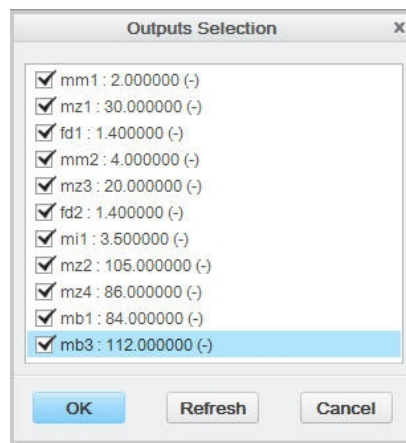 Outputs Selection
mm1 : 2.000000 (-)
mz1 : 30.000000 (-)
fd1 : 1.400000 (-)
mm2 : 4.000000 (-)
mz3 : 20.000000 (-)
fd2 : 1.400000 (-)
mi1 : 3.500000 (-)
mz2 : 105.000000 (-)
mz4 : 86.000000 (-)
mb1 : 84.000000 (-)
mb3 : 112.000000 (-)
OK Refresh Cancel